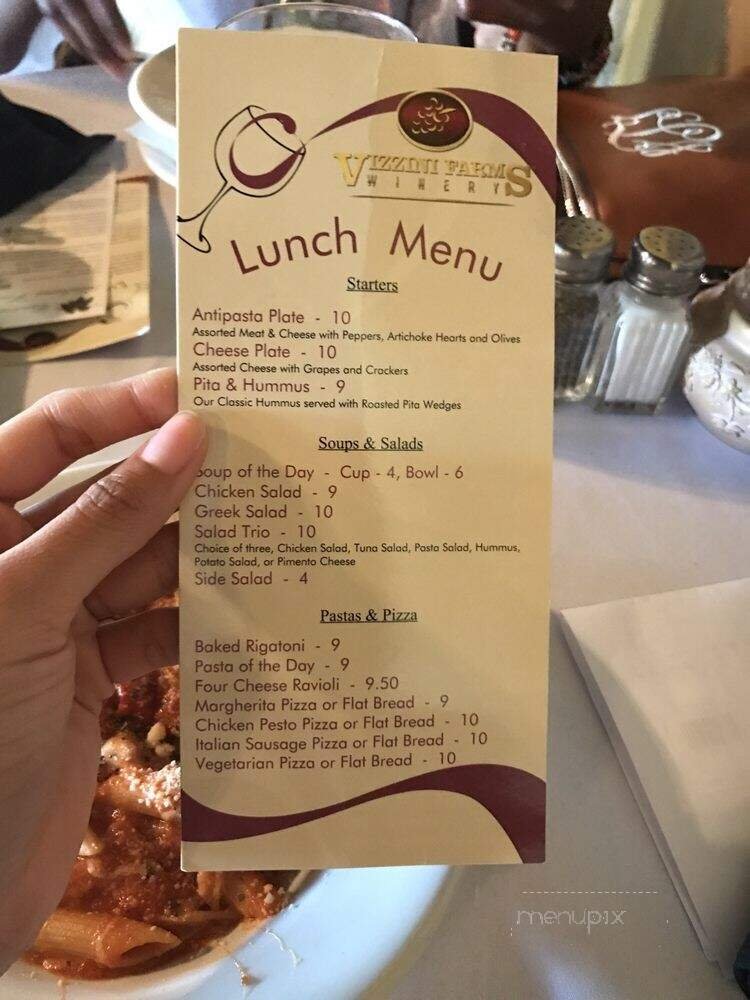 VIZZINI FARMS
WINERY
Lunch Menu
Starters
Antipasta Plate - 10
Assorted Meat & Cheese with Peppers, Artichoke Hearts and Olives
Cheese Plate - 10
Assorted Cheese with Grapes and Crackers
Pita & Hummus - 9
Our Classic Hummus served with Roasted Pita Wedges
Soups & Salads
Soup of the Day - Cup - 4, Bowl - 6
Chicken Salad - 9
Greek Salad - 10
Salad Trio - 10
Choice of three, Chicken Salad, Tuna Salad, Pasta Salad, Hummus,
Potato Salad, or Pimento Cheese
Side Salad - 4
Pastas & Pizza
Baked Rigatoni - 9
Pasta of the Day - 9
Four Cheese Ravioli - 9.50
Margherita Pizza or Flat Bread - 9
Chicken Pesto Pizza or Flat Bread - 10
Italian Sausage Pizza or Flat Bread - 10
Vegetarian Pizza or Flat Bread - 10
menupix